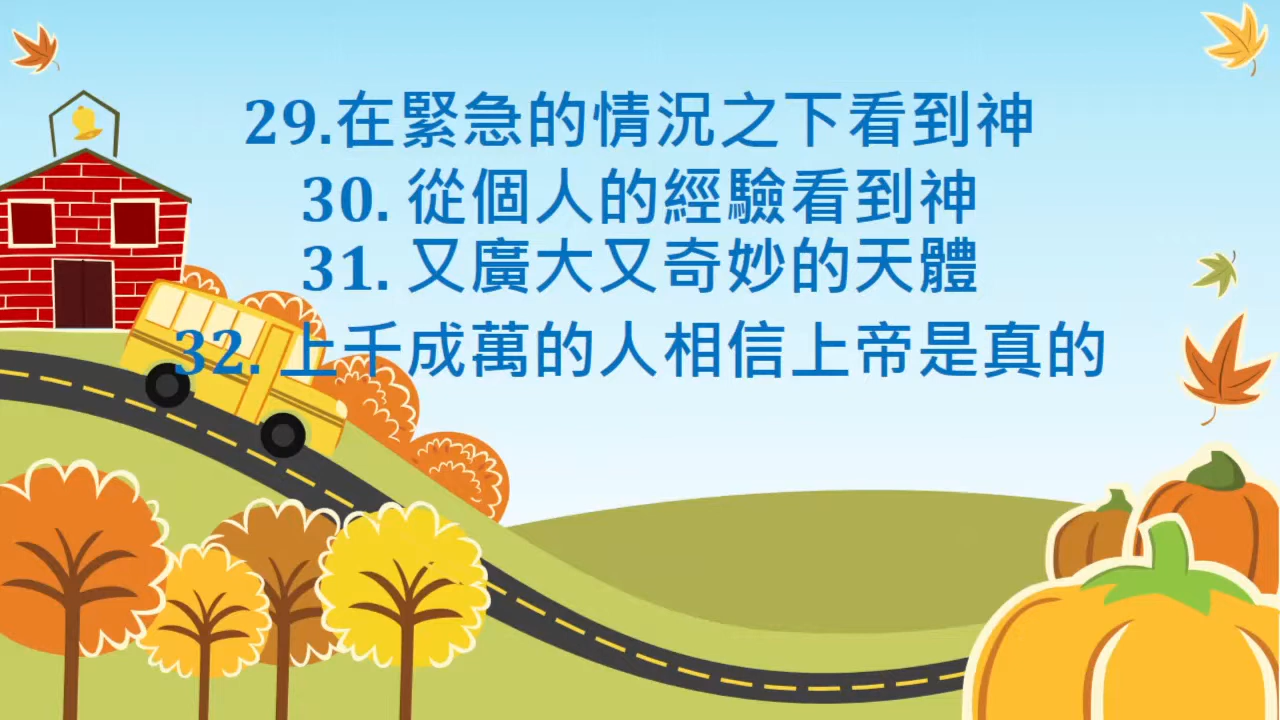 29.在緊急的情況之下看到神
30. 從個人的經驗看到神
31. 又廣大又奇妙的天體
32. 上千成萬的人相信上帝是真的